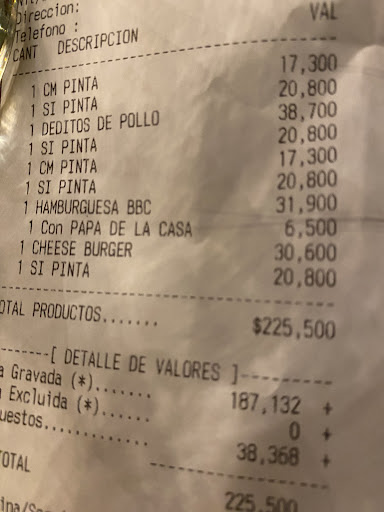 Direccion:
Telefono :
CANT DESCRIPCION VAL
1 CM PINTA 17,300
1 SI PINTA 20,800
1 DEDITOS DE POLLO 38,700
1 SI PINTA 20,800
1 CM PINTA 17,300
1 SI PINTA 20,800
1 HAMBURGUESA BBC 31,900
1 Con PAPA DE LA CASA 6,500
1 CHEESE BURGER 30,600
1 SI PINTA 20,800
OTAL PRODUCTOS....... $225,500
-------[ DETALLE DE VALORES ]---------
a Gravada (*)....... 187,132 +
Excluida (*)...... 0 +
uestos............. 38,368 +
OTAL 225,500